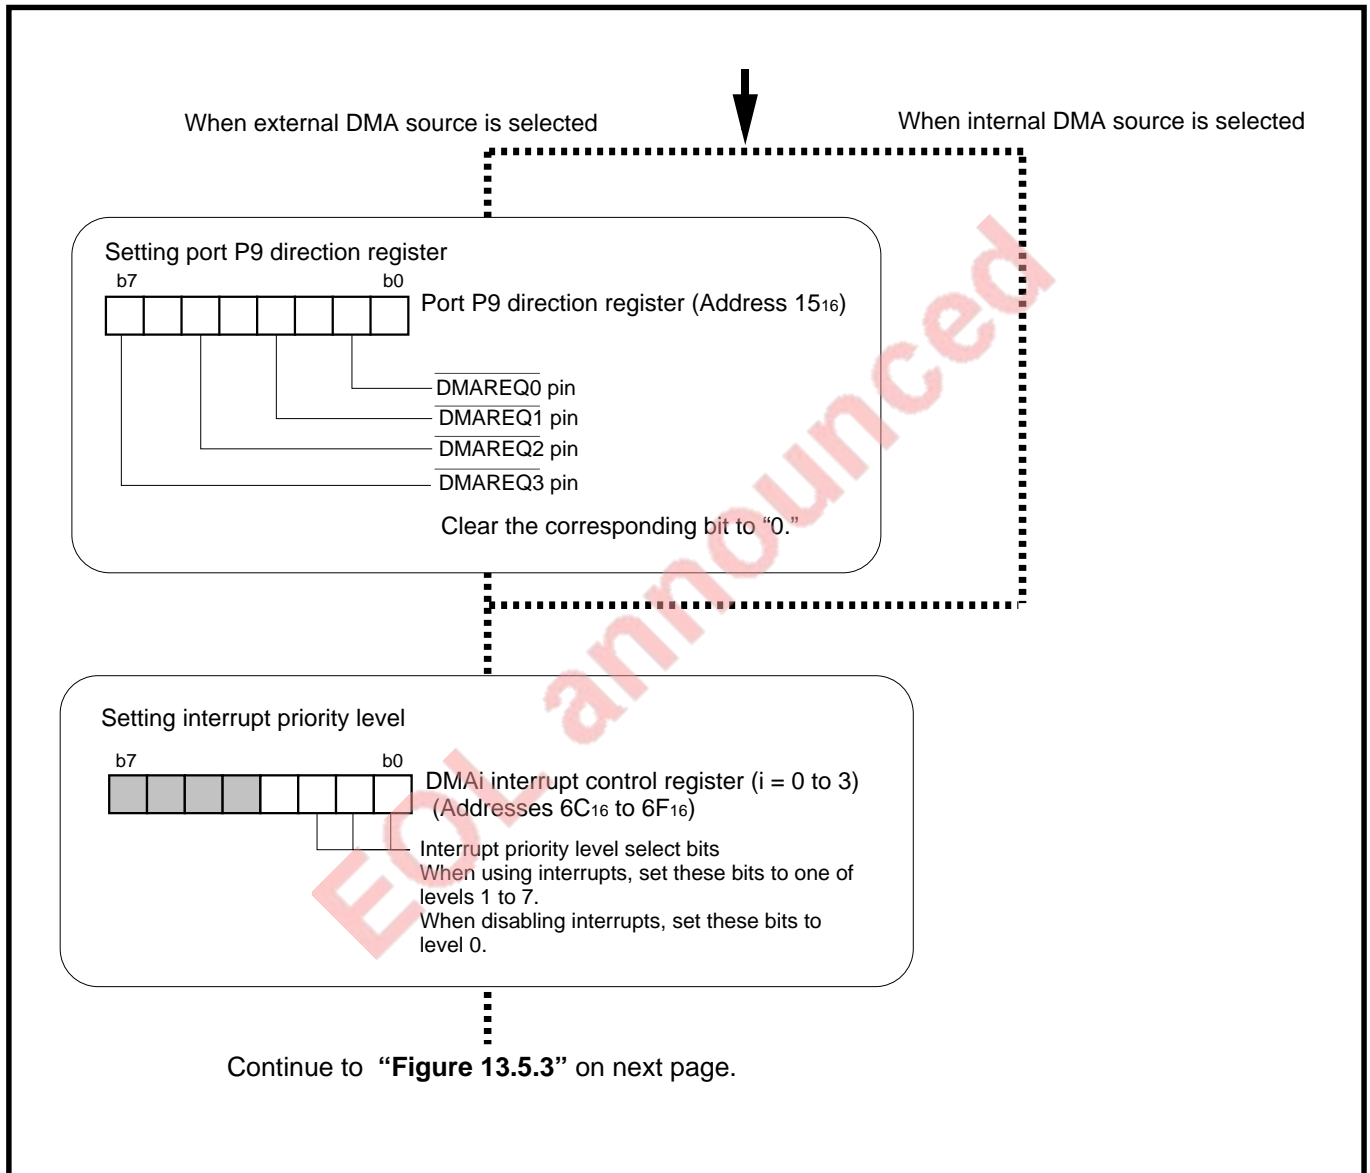 When external DMA source is selected
When internal DMA source is selected
Setting port P9 direction register
b7 b0
Port P9 direction register (Address 1516)
DMAREQ0 pin
DMAREQ1 pin
DMAREQ2 pin
DMAREQ3 pin
Clear the corresponding bit to “0.”
Setting interrupt priority level
b7 b0
DMAi interrupt control register (i = 0 to 3)
(Addresses 6C16 to 6F16)
Interrupt priority level select bits
When using interrupts, set these bits to one of
levels 1 to 7.
When disabling interrupts, set these bits to
level 0.
Continue to “Figure 13.5.3” on next page.
EOL announced